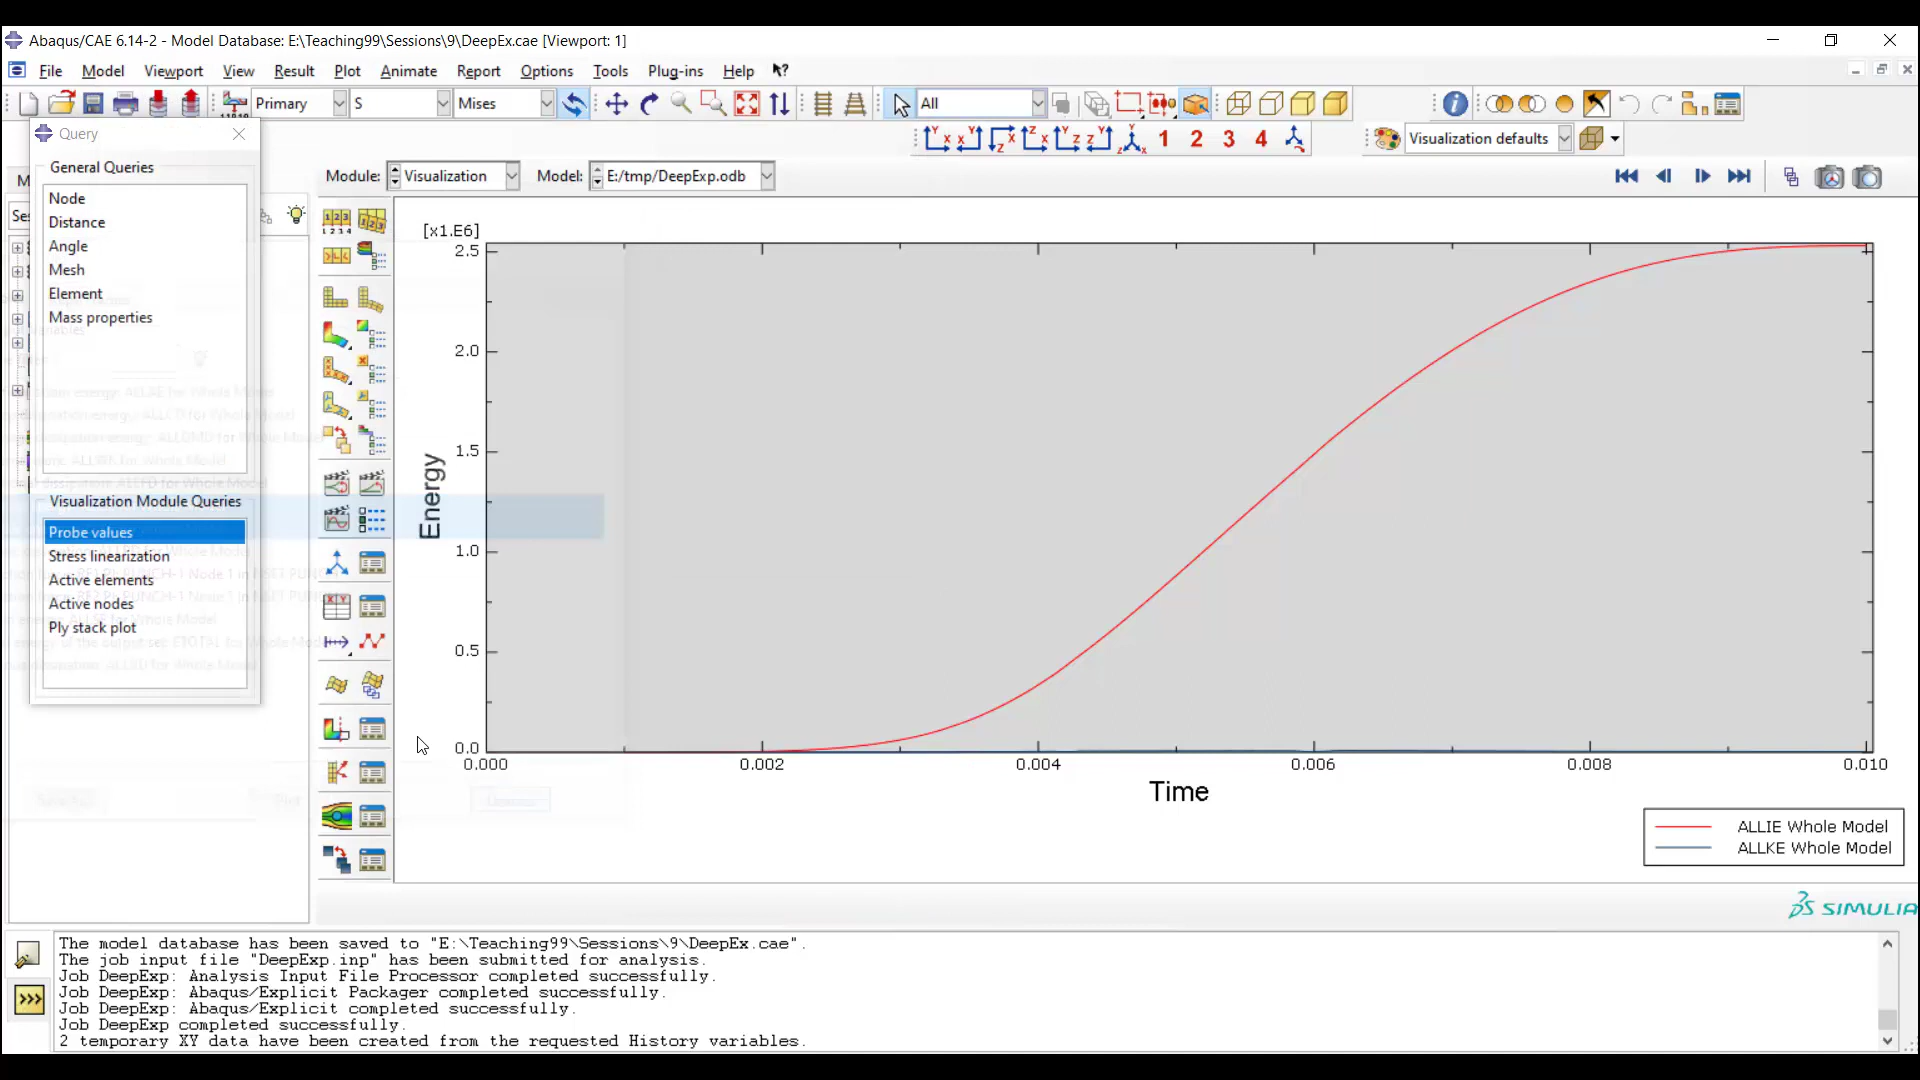 Abaqus/CAE 6.14-2 - Model Database: E:\Teaching99\Sessions\9\DeepEx.cae [Viewport: 1]
File Model Viewport View Result Plot Animate Report Options Tools Plug-ins Help
Primary S Mises All
1 2 3 4 Visualization defaults
Module: Visualization Model: E:/tmp/DeepExp.odb
Query
General Queries
Node
Distance
Angle
Mesh
Element
Mass properties
Visualization Module Queries
Probe values
Stress linearization
Active elements
Active nodes
Ply stack plot
[x1.E6]
2.5
2.0
1.5
1.0
0.5
0.0
Energy
0.000 0.002 0.004 0.006 0.008 0.010
Time
ALLIE Whole Model
ALLKE Whole Model
SIMULIA
The model database has been saved to "E:\Teaching99\Sessions\9\DeepEx.cae".
The job input file "DeepExp.inp" has been submitted for analysis.
Job DeepExp: Analysis Input File Processor completed successfully.
Job DeepExp: Abaqus/Explicit Packager completed successfully.
Job DeepExp: Abaqus/Explicit completed successfully.
Job DeepExp completed successfully.
2 temporary XY data have been created from the requested History variables.